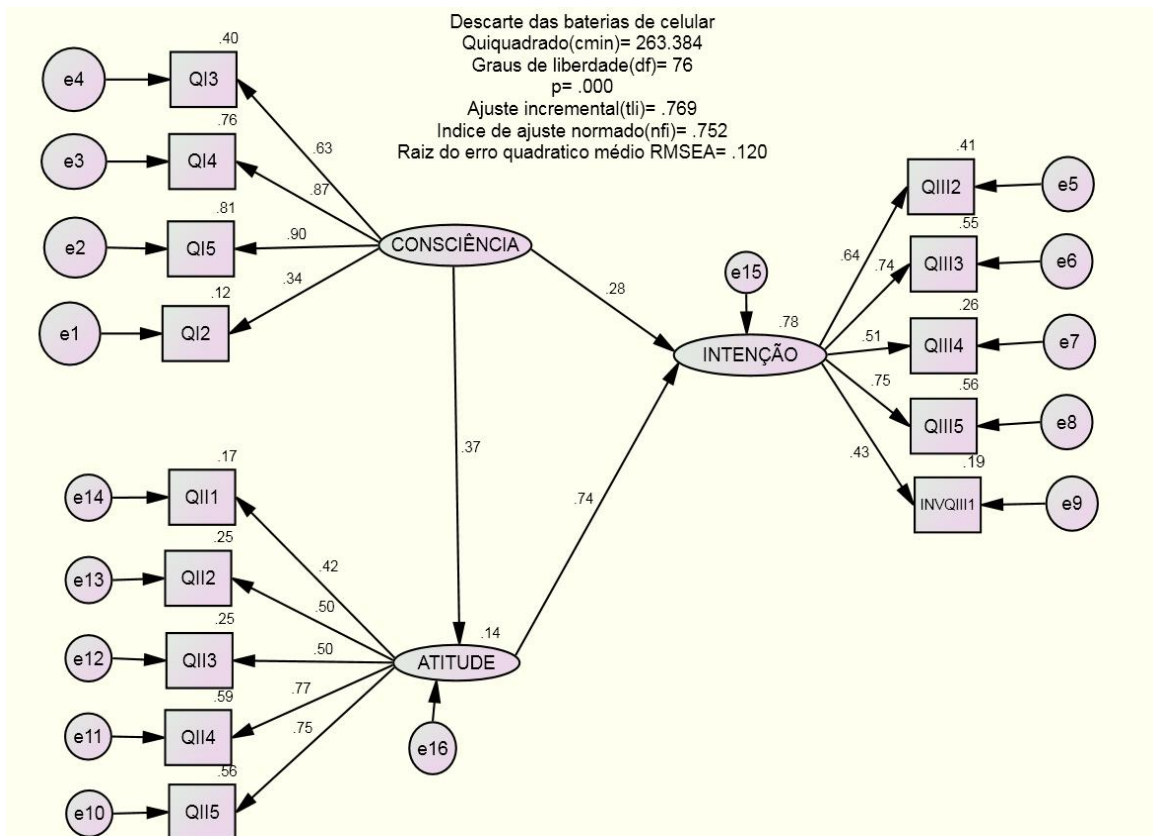 Descarte das baterias de celular
Quiquadrado(cmin)= 263.384
Graus de liberdade(df)= 76
p= .000
Ajuste incremental(tli)= .769
Indice de ajuste normado(nfi)= .752
Raiz do erro quadratico médio RMSEA= .120
.40
e4
QI3
.63
.76
e3
QI4
.87
.81
e2
QI5
.90
.12
e1
QI2
.34
CONSCIÊNCIA
.28
.37
e15
.78
INTENÇÃO
.41
QIII2
e5
.64
.55
QIII3
e6
.74
.26
QIII4
e7
.51
.56
QIII5
e8
.75
.19
INVQIII1
e9
.43
.74
.17
e14
QII1
.42
.25
e13
QII2
.50
.25
e12
QII3
.50
.59
e11
QII4
.77
.56
e10
QII5
.75
.14
ATITUDE
e16